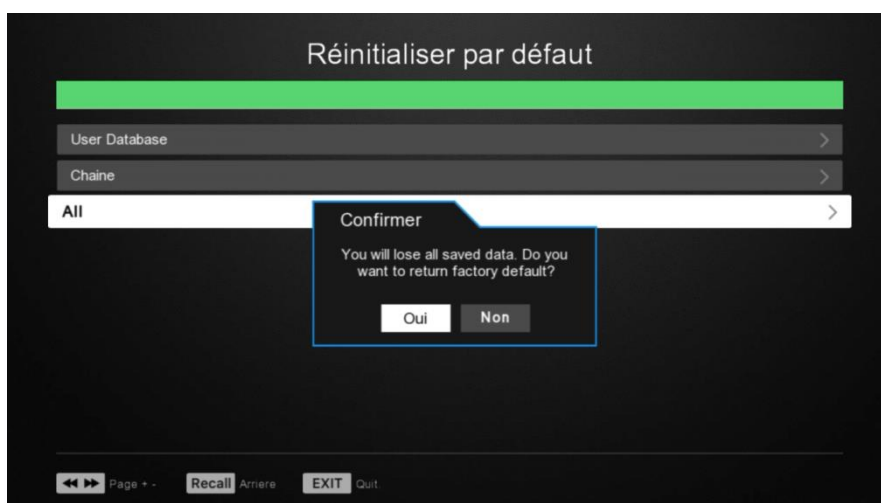 Réinitialiser par défaut
User Database
Chaine
All
Confirmer
You will lose all saved data. Do you
want to return factory default?
Oui Non
Page + - Recall Arriere EXIT Quit